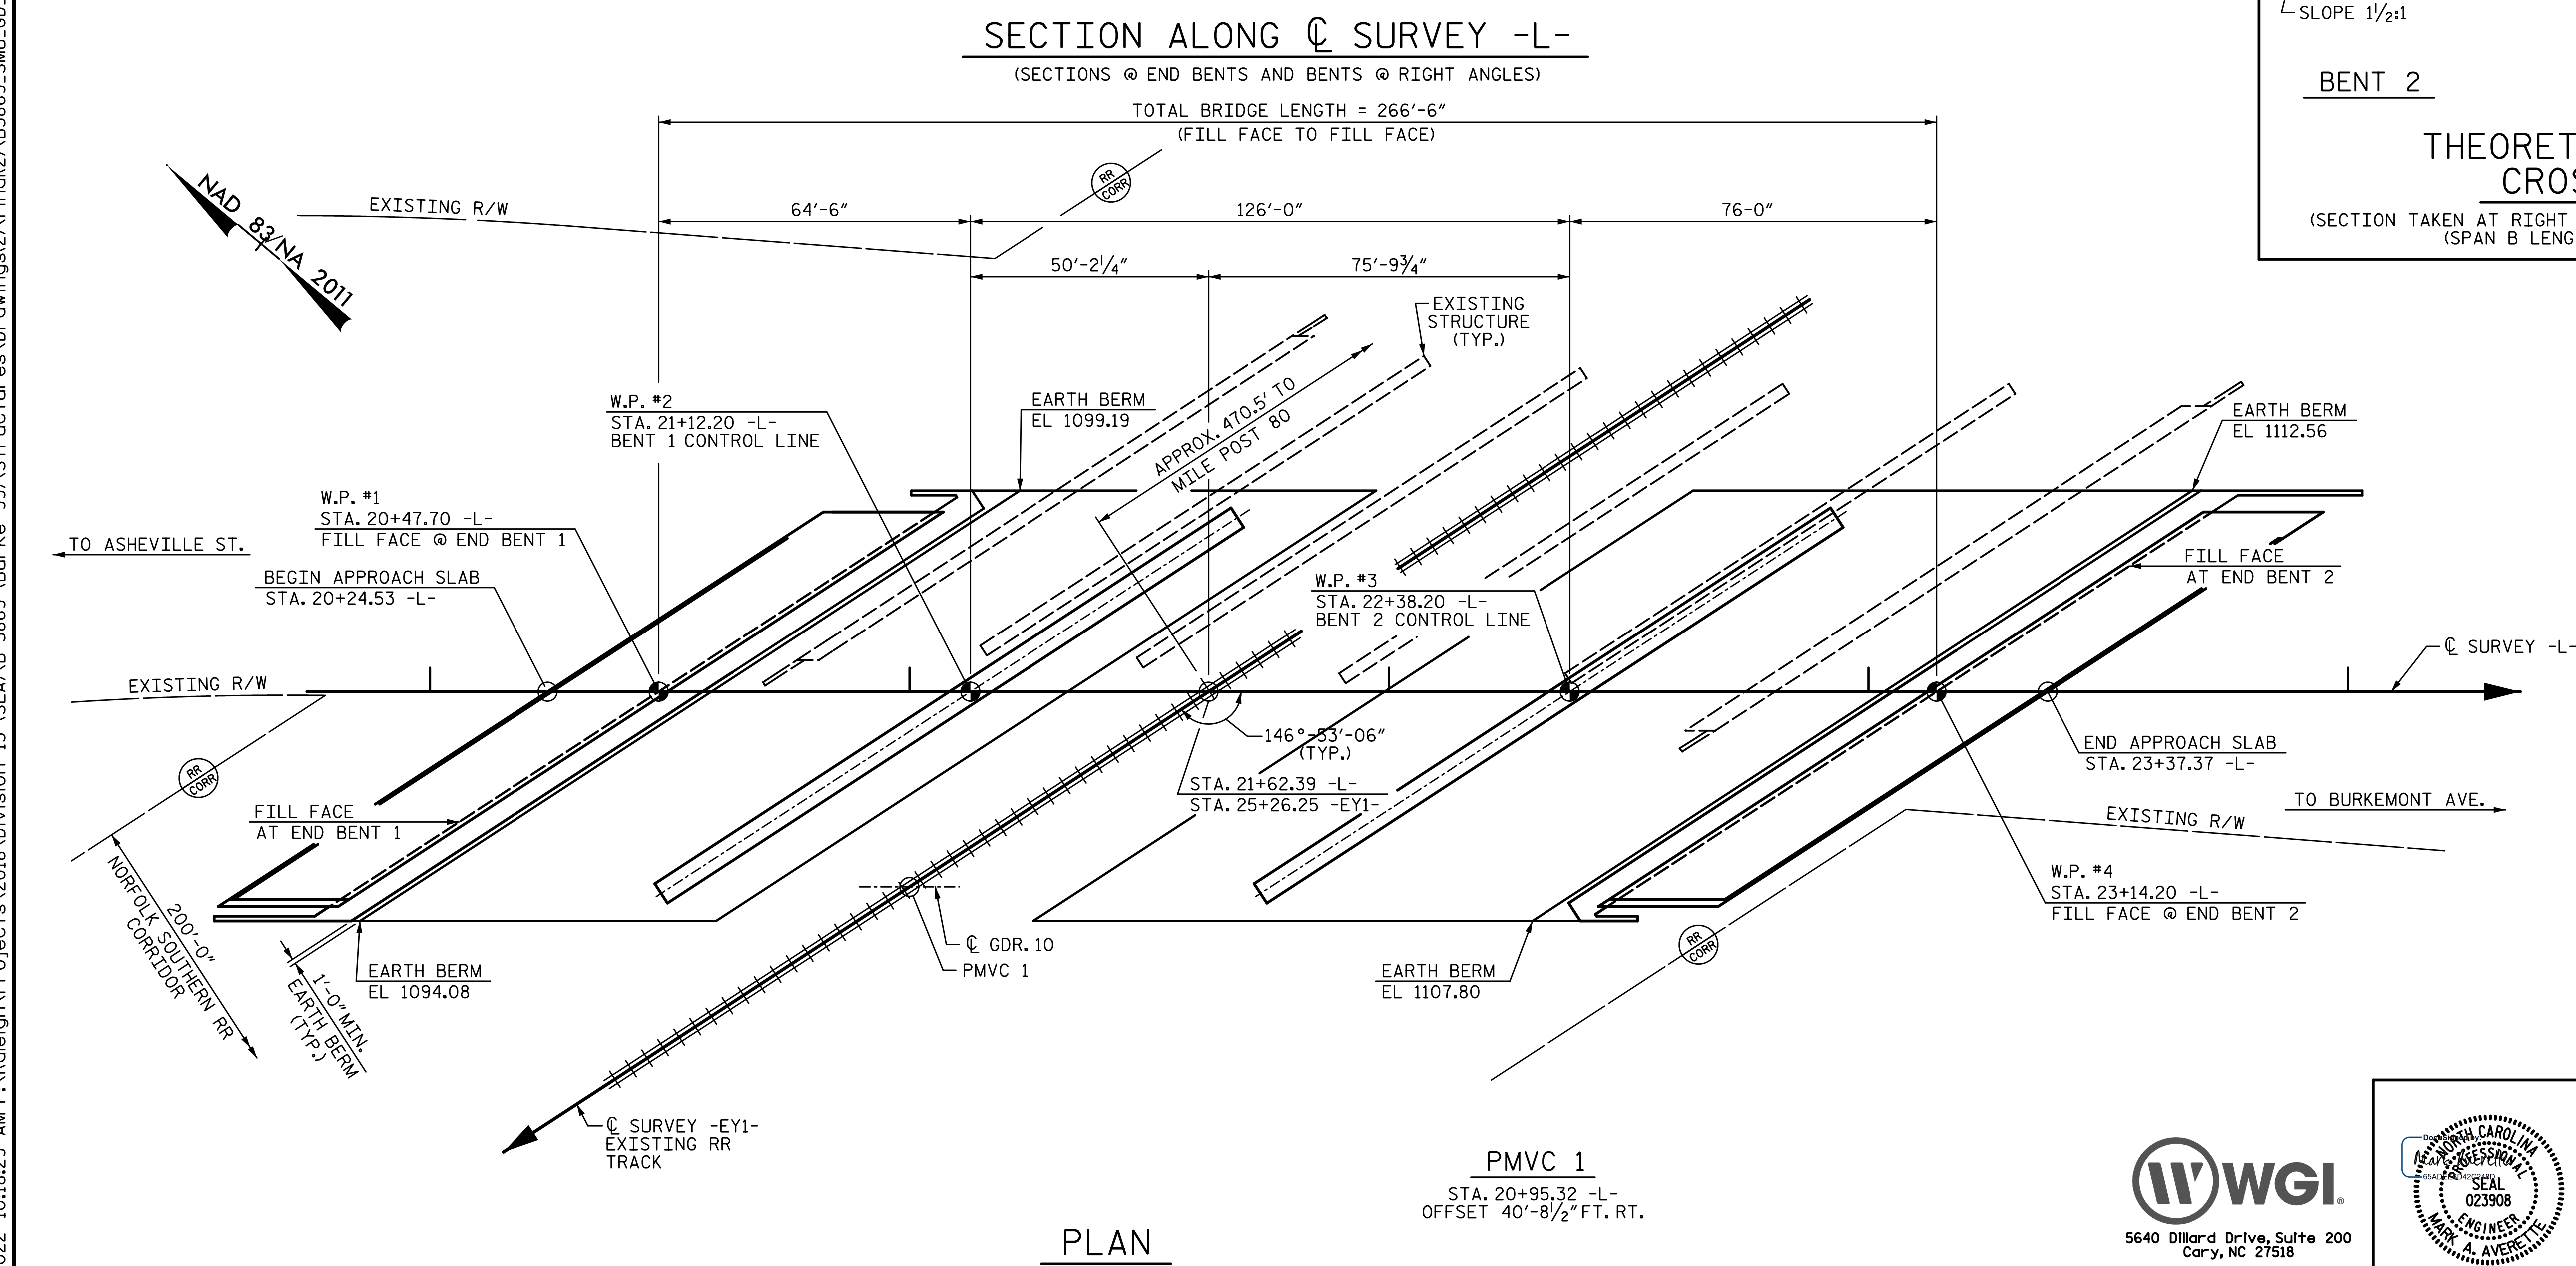 SECTION ALONG ℄ SURVEY -L-
(SECTIONS @ END BENTS AND BENTS @ RIGHT ANGLES)
SLOPE 1½:1
BENT 2
(SECTION TAKEN AT RIGHT
TOTAL BRIDGE LENGTH = 266'-6"
(FILL FACE TO FILL FACE)
RR
CORR
NAD 83/NA 2011
EXISTING R/W
64'-6"
126'-0"
76-0"
50'-2¼"
75'-9¾"
EXISTING
STRUCTURE
(TYP.)
APPROX. 470.5' TO
MILE POST 80
W.P. #2
STA. 21+12.20 -L-
BENT 1 CONTROL LINE
EARTH BERM
EL 1099.19
EARTH BERM
EL 1112.56
W.P. #1
STA. 20+47.70 -L-
FILL FACE @ END BENT 1
TO ASHEVILLE ST.
BEGIN APPROACH SLAB
STA. 20+24.53 -L-
W.P. #3
STA. 22+38.20 -L-
BENT 2 CONTROL LINE
FILL FACE
AT END BENT 2
EXISTING R/W
℄ SURVEY -L-
146°-53'-06"
(TYP.)
STA. 21+62.39 -L-
STA. 25+26.25 -EY1-
END APPROACH SLAB
STA. 23+37.37 -L-
RR
CORR
FILL FACE
AT END BENT 1
TO BURKEMONT AVE.
EXISTING R/W
200'-0"
NORFOLK SOUTHERN RR
CORRIDOR
1'-0" MIN.
EARTH BERM
(TYP.)
EARTH BERM
EL 1094.08
℄ GDR. 10
PMVC 1
EARTH BERM
EL 1107.80
RR
CORR
W.P. #4
STA. 23+14.20 -L-
FILL FACE @ END BENT 2
℄ SURVEY -EY1-
EXISTING RR
TRACK
PMVC 1
STA. 20+95.32 -L-
OFFSET 40'-8½" FT. RT.
PLAN
WGI®
5640 Dillard Drive, Suite 200
Cary, NC 27518
NORTH CAROLINA
PROFESSIONAL
SEAL
023908
ENGINEER
MARK A. AVERETTE